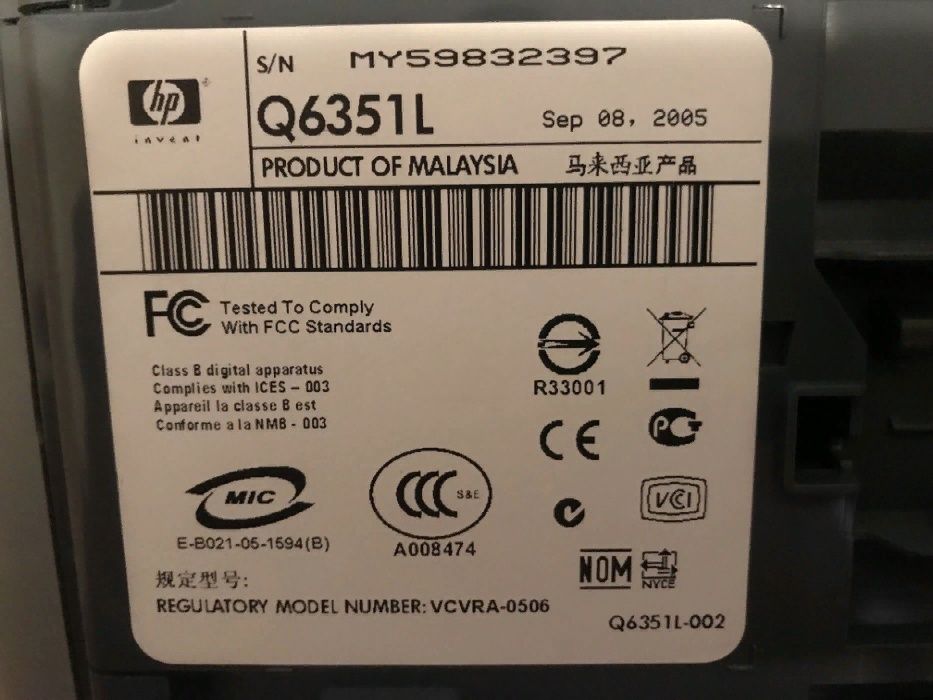 hp
invent
S/N MY59832397
Q6351L Sep 08, 2005
PRODUCT OF MALAYSIA 马来西亚产品
FC Tested To Comply
With FCC Standards
Class B digital apparatus
Complies with ICES - 003
Appareil la classe B est
Conforme a la NMB - 003
R33001
CE
PCT
MIC
E-B021-05-1594(B)
CCC S&E
A008474
VCCI
NOM NYCE
规定型号:
REGULATORY MODEL NUMBER: VCVRA-0506
Q6351L-002